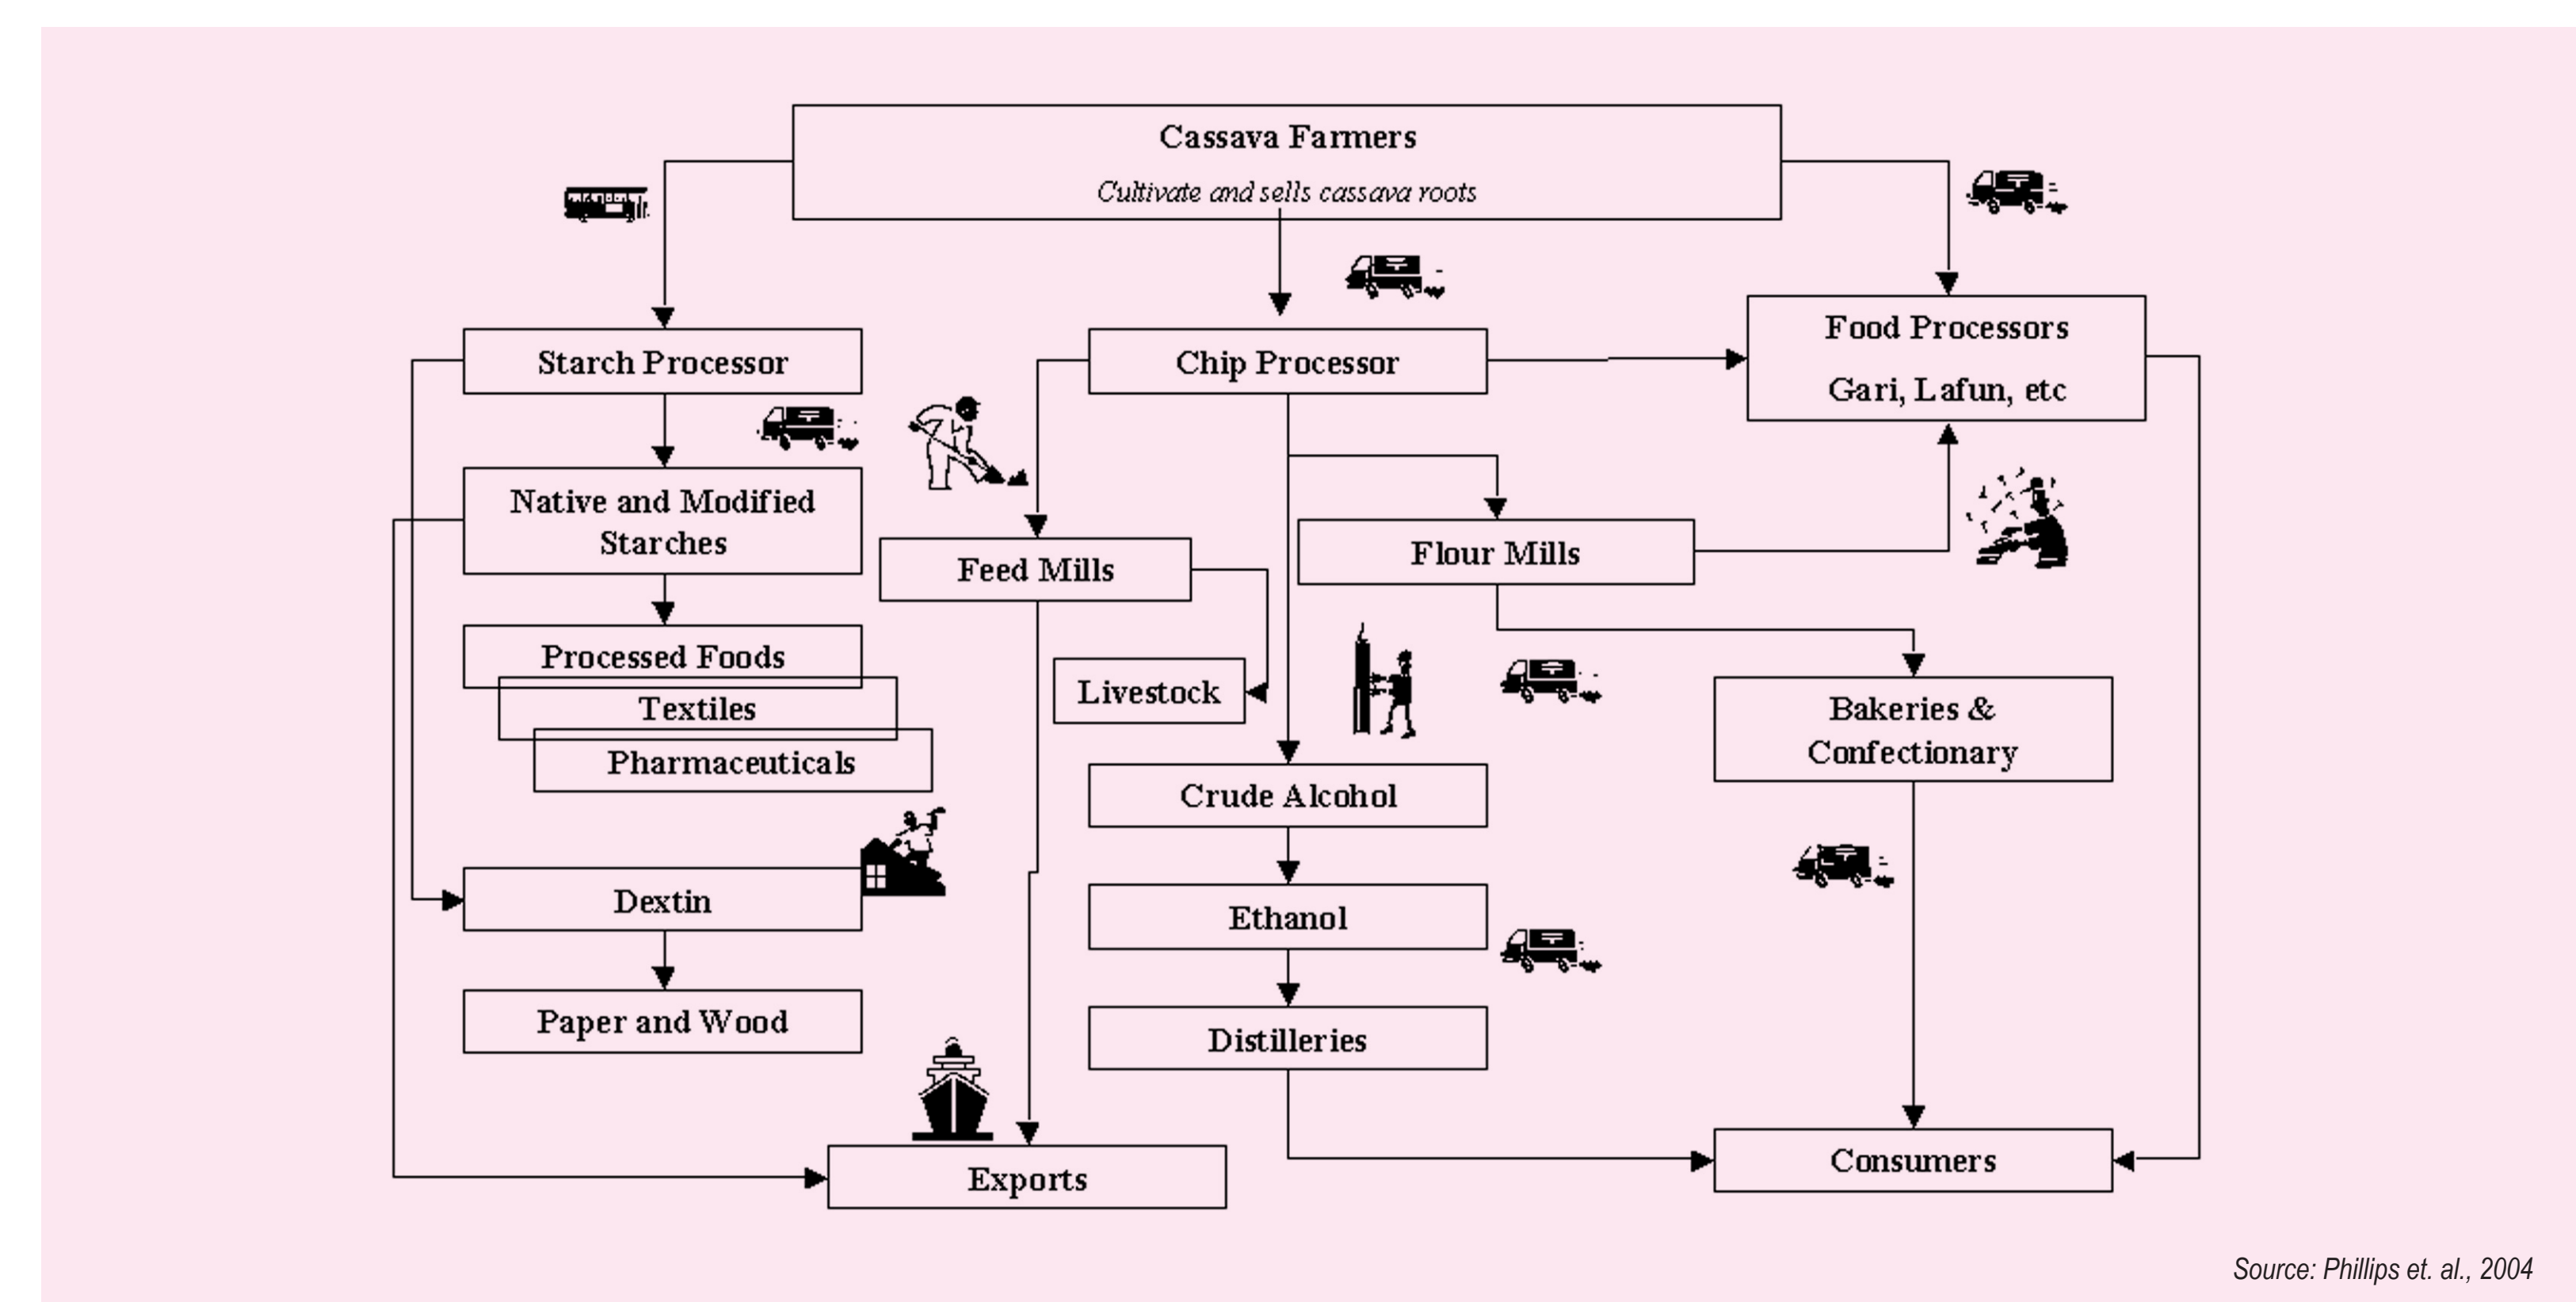 Cassava Farmers
Cultivate and sells cassava roots
Starch Processor
Chip Processor
Food Processors
Gari, Lafun, etc
Native and Modified
Starches
Feed Mills
Flour Mills
Processed Foods
Textiles
Pharmaceuticals
Livestock
Bakeries &
Confectionary
Crude Alcohol
Dextin
Ethanol
Paper and Wood
Distilleries
Exports
Consumers
Source: Phillips et. al., 2004